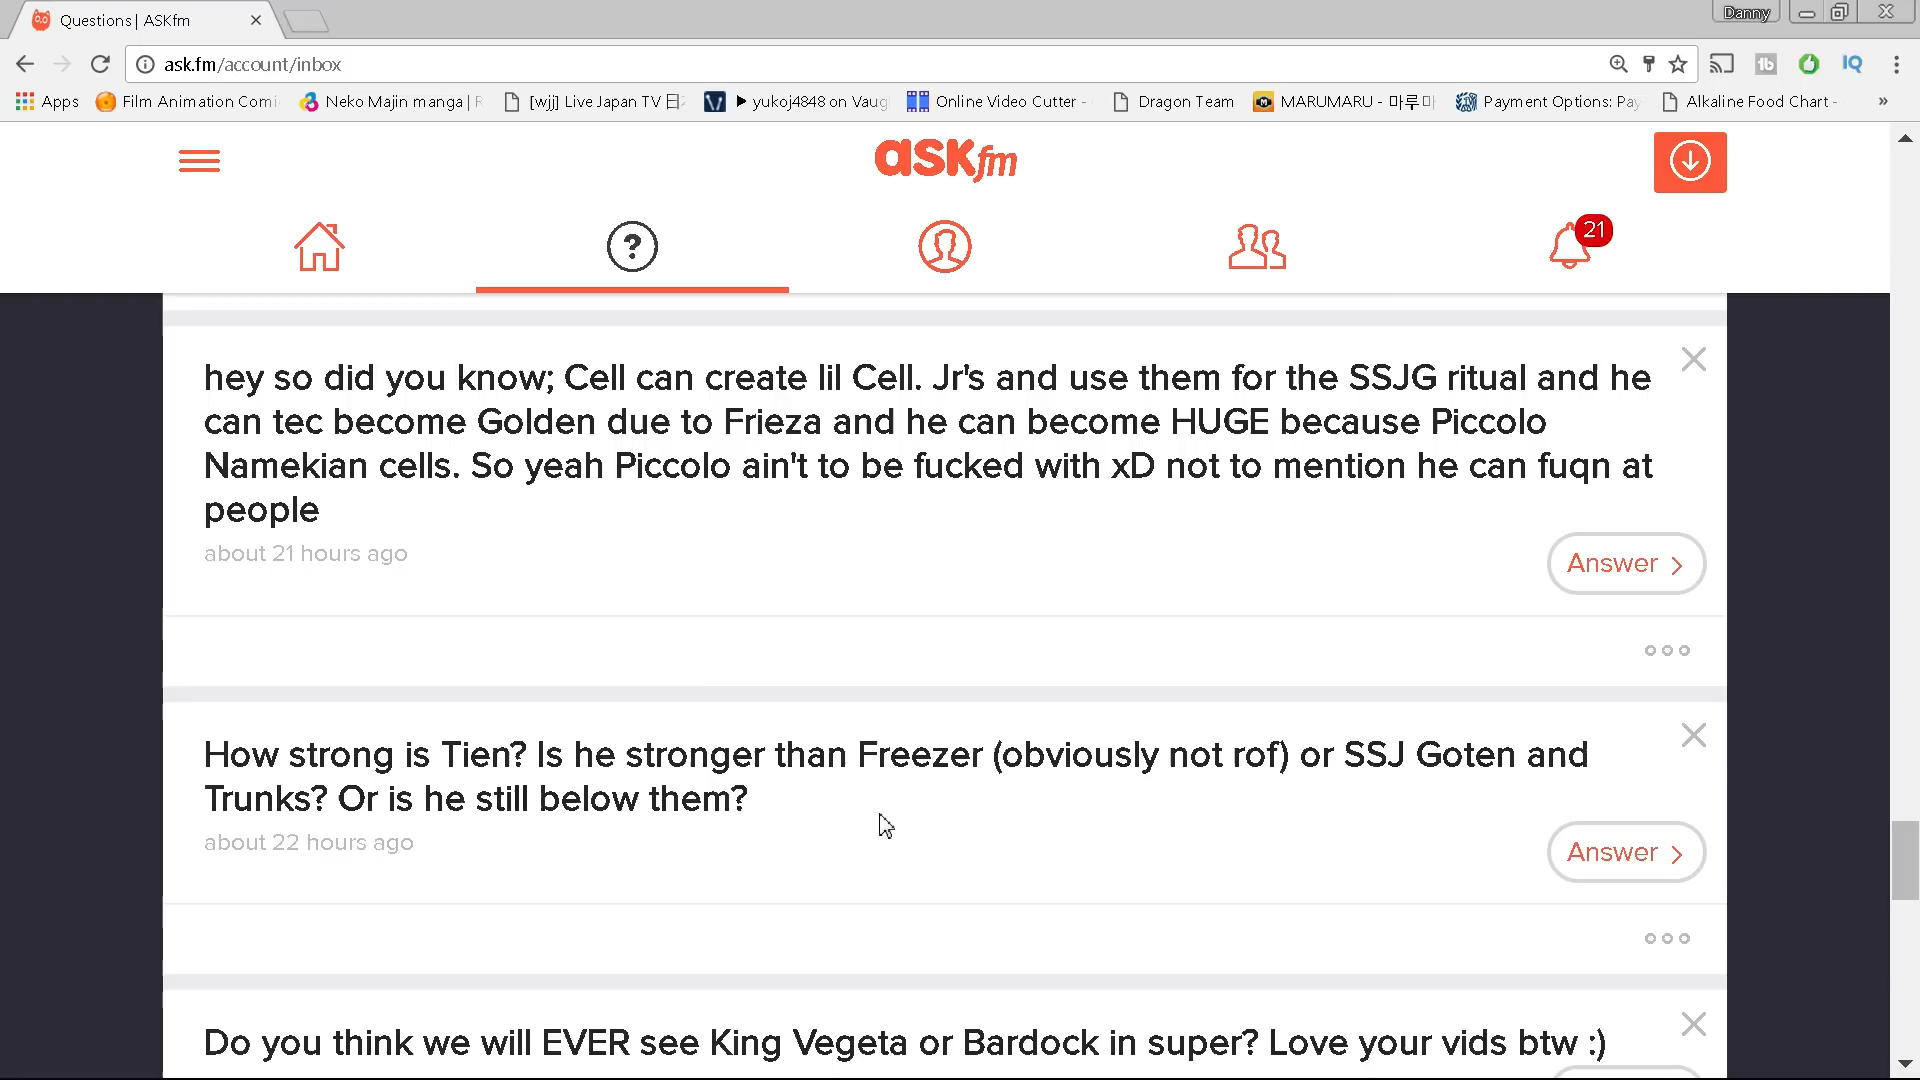 Questions | ASKfm
Danny
ask.fm/account/inbox
Apps
Film Animation Comi
Neko Majin manga | R
[wjj] Live Japan TV
▶ yukoj4848 on Vaug
Online Video Cutter -
Dragon Team
MARUMARU - 마루마
Payment Options: Pay
Alkaline Food Chart -
»
ASKfm
21
hey so did you know; Cell can create lil Cell. Jr's and use them for the SSJG ritual and he
can tec become Golden due to Frieza and he can become HUGE because Piccolo
Namekian cells. So yeah Piccolo ain't to be fucked with xD not to mention he can fuqn at
people
about 21 hours ago
Answer >
How strong is Tien? Is he stronger than Freezer (obviously not rof) or SSJ Goten and
Trunks? Or is he still below them?
about 22 hours ago
Answer >
Do you think we will EVER see King Vegeta or Bardock in super? Love your vids btw :)